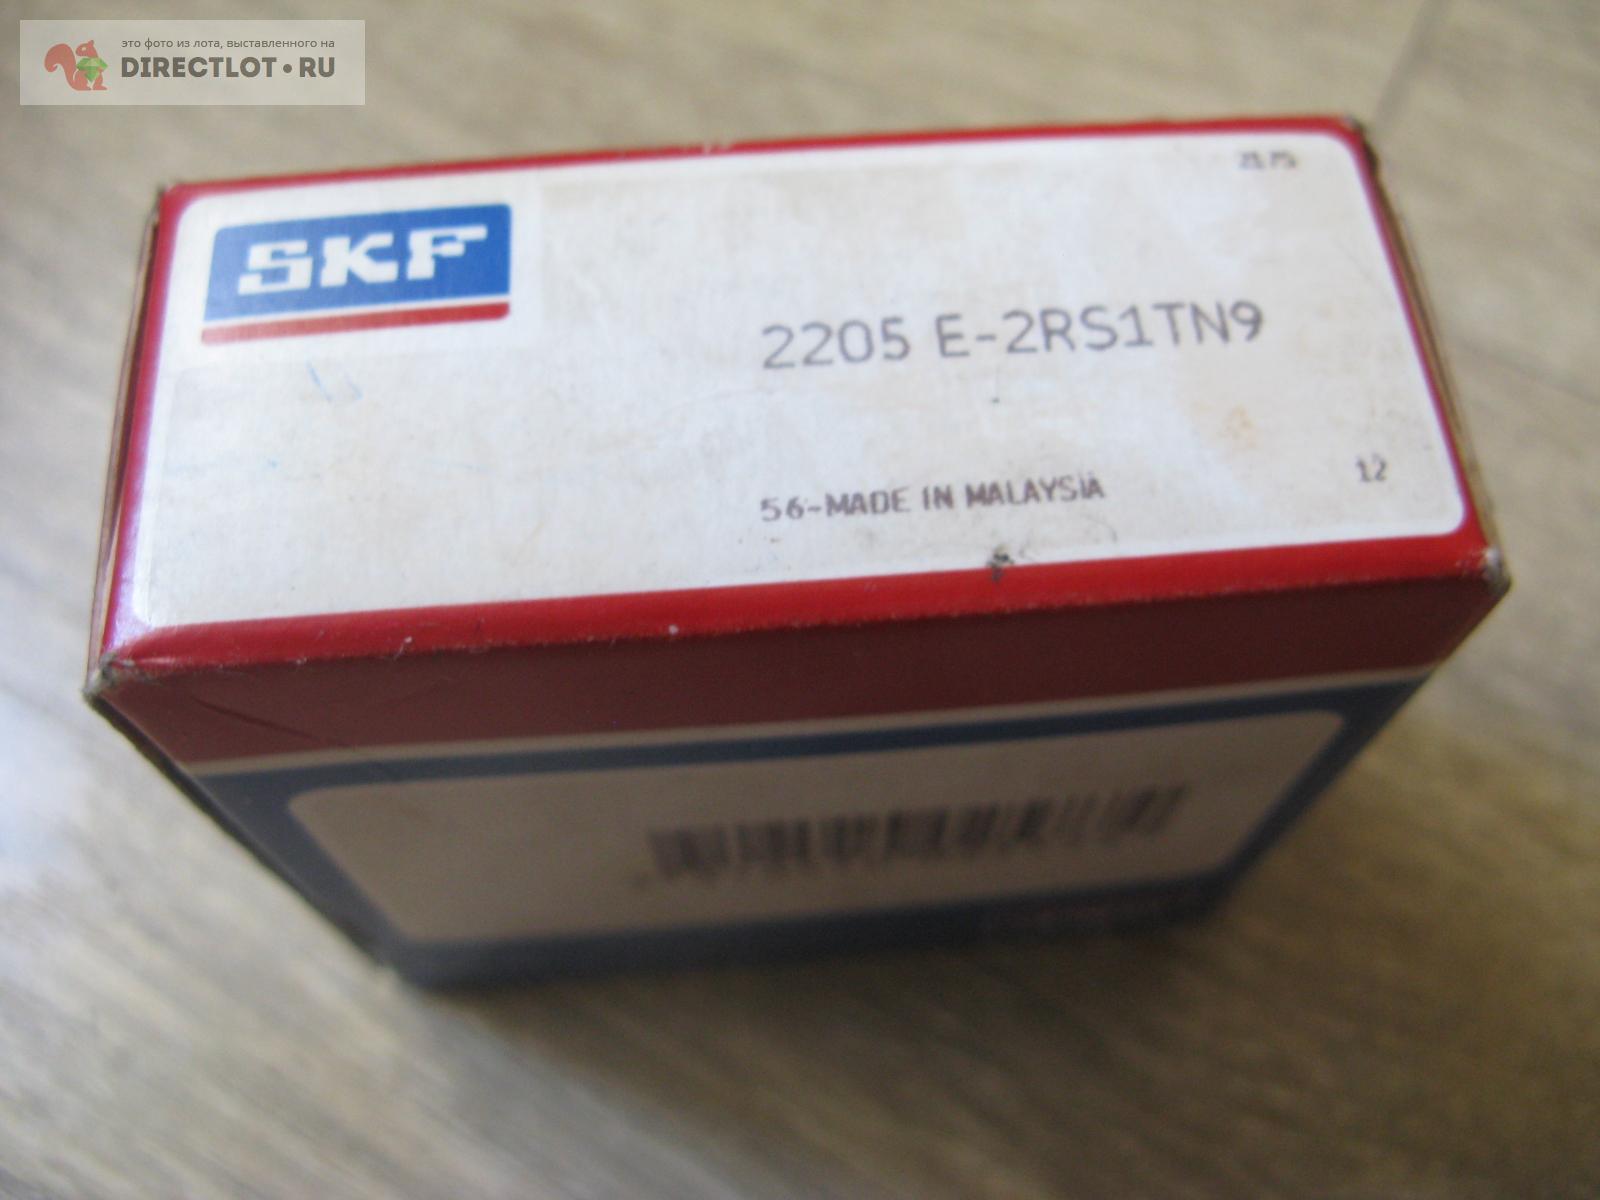 это фото из лота, выставленного на
DIRECTLOT•RU
SKF
2205 E-2RS1TN9
56-MADE IN MALAYSIA
12